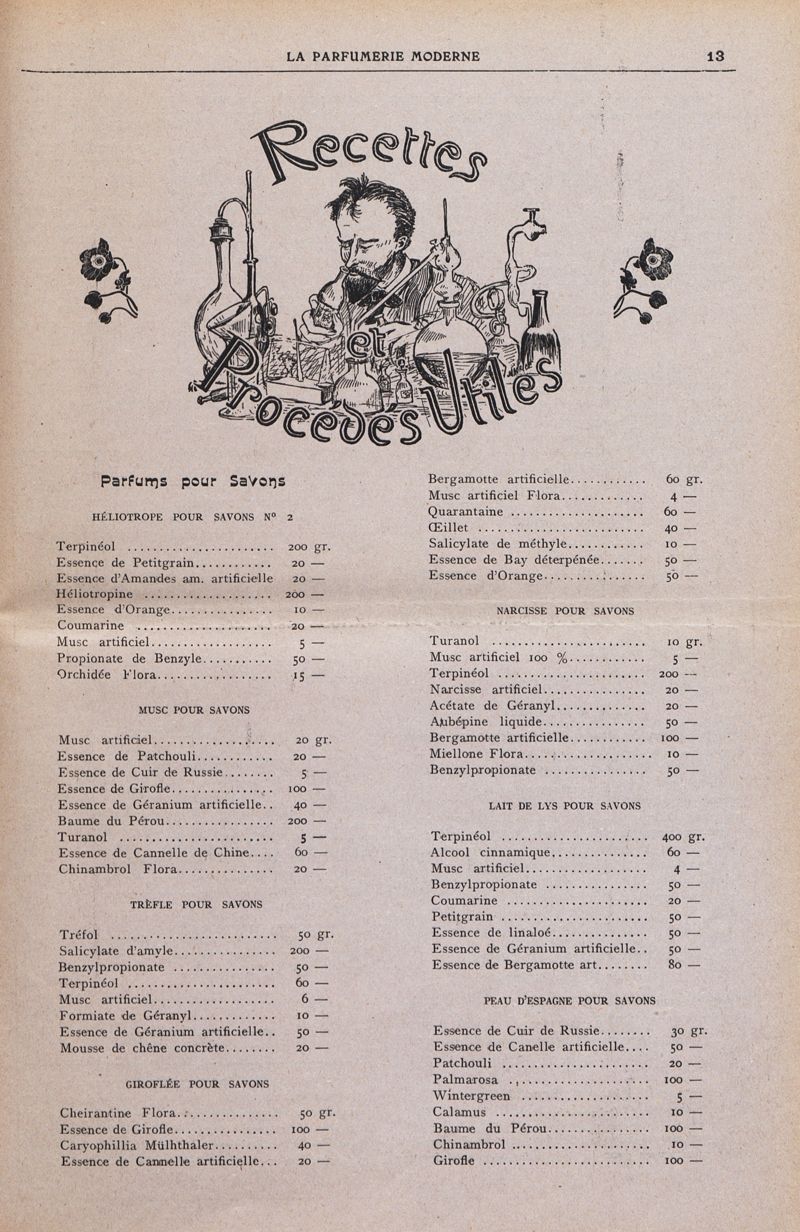 LA PARFUMERIE MODERNE 13
Recettes
et
Procédés Utiles
Parfums pour Savons
HÉLIOTROPE POUR SAVONS N° 2
Terpinéol ....................... 200 gr.
Essence de Petitgrain............ 20 —
Essence d'Amandes am. artificielle 20 —
Héliotropine .................... 200 —
Essence d'Orange................ 10 —
Coumarine ..................... 20 —
Musc artificiel................... 5 —
Propionate de Benzyle........... 50 —
Orchidée Flora.................. 15 —
MUSC POUR SAVONS
Musc artificiel................... 20 gr.
Essence de Patchouli............ 20 —
Essence de Cuir de Russie........ 5 —
Essence de Girofle................ 100 —
Essence de Géranium artificielle.. 40 —
Baume du Pérou................. 200 —
Turanol ........................ 5 —
Essence de Cannelle de Chine.... 60 —
Chinambrol Flora............... 20 —
TRÈFLE POUR SAVONS
Tréfol .......................... 50 gr.
Salicylate d'amyle................ 200 —
Benzylpropionate ................ 50 —
Terpinéol ....................... 60 —
Musc artificiel................... 6 —
Formiate de Géranyl............. 10 —
Essence de Géranium artificielle.. 50 —
Mousse de chêne concrète........ 20 —
GIROFLÉE POUR SAVONS
Cheirantine Flora................ 50 gr.
Essence de Girofle................ 100 —
Caryophillia Mülhthaler.......... 40 —
Essence de Cannelle artificielle... 20 —
Bergamotte artificielle............ 60 gr.
Musc artificiel Flora............. 4 —
Quarantaine ..................... 60 —
Œillet .......................... 40 —
Salicylate de méthyle............ 10 —
Essence de Bay déterpénée....... 50 —
Essence d'Orange................ 50 —
NARCISSE POUR SAVONS
Turanol ........................ 10 gr.
Musc artificiel 100 %............ 5 —
Terpinéol ....................... 200 —
Narcisse artificiel................ 20 —
Acétate de Géranyl.............. 20 —
Aubépine liquide................ 50 —
Bergamotte artificielle............ 100 —
Miellone Flora.................... 10 —
Benzylpropionate ................ 50 —
LAIT DE LYS POUR SAVONS
Terpinéol ....................... 400 gr.
Alcool cinnamique............... 60 —
Musc artificiel................... 4 —
Benzylpropionate ................ 50 —
Coumarine ...................... 20 —
Petitgrain ....................... 50 —
Essence de linaloé............... 50 —
Essence de Géranium artificielle.. 50 —
Essence de Bergamotte art........ 80 —
PEAU D'ESPAGNE POUR SAVONS
Essence de Cuir de Russie........ 30 gr.
Essence de Canelle artificielle.... 50 —
Patchouli ....................... 20 —
Palmarosa ...................... 100 —
Wintergreen .................... 5 —
Calamus ........................ 10 —
Baume du Pérou................ 100 —
Chinambrol ...................... 10 —
Girofle .......................... 100 —